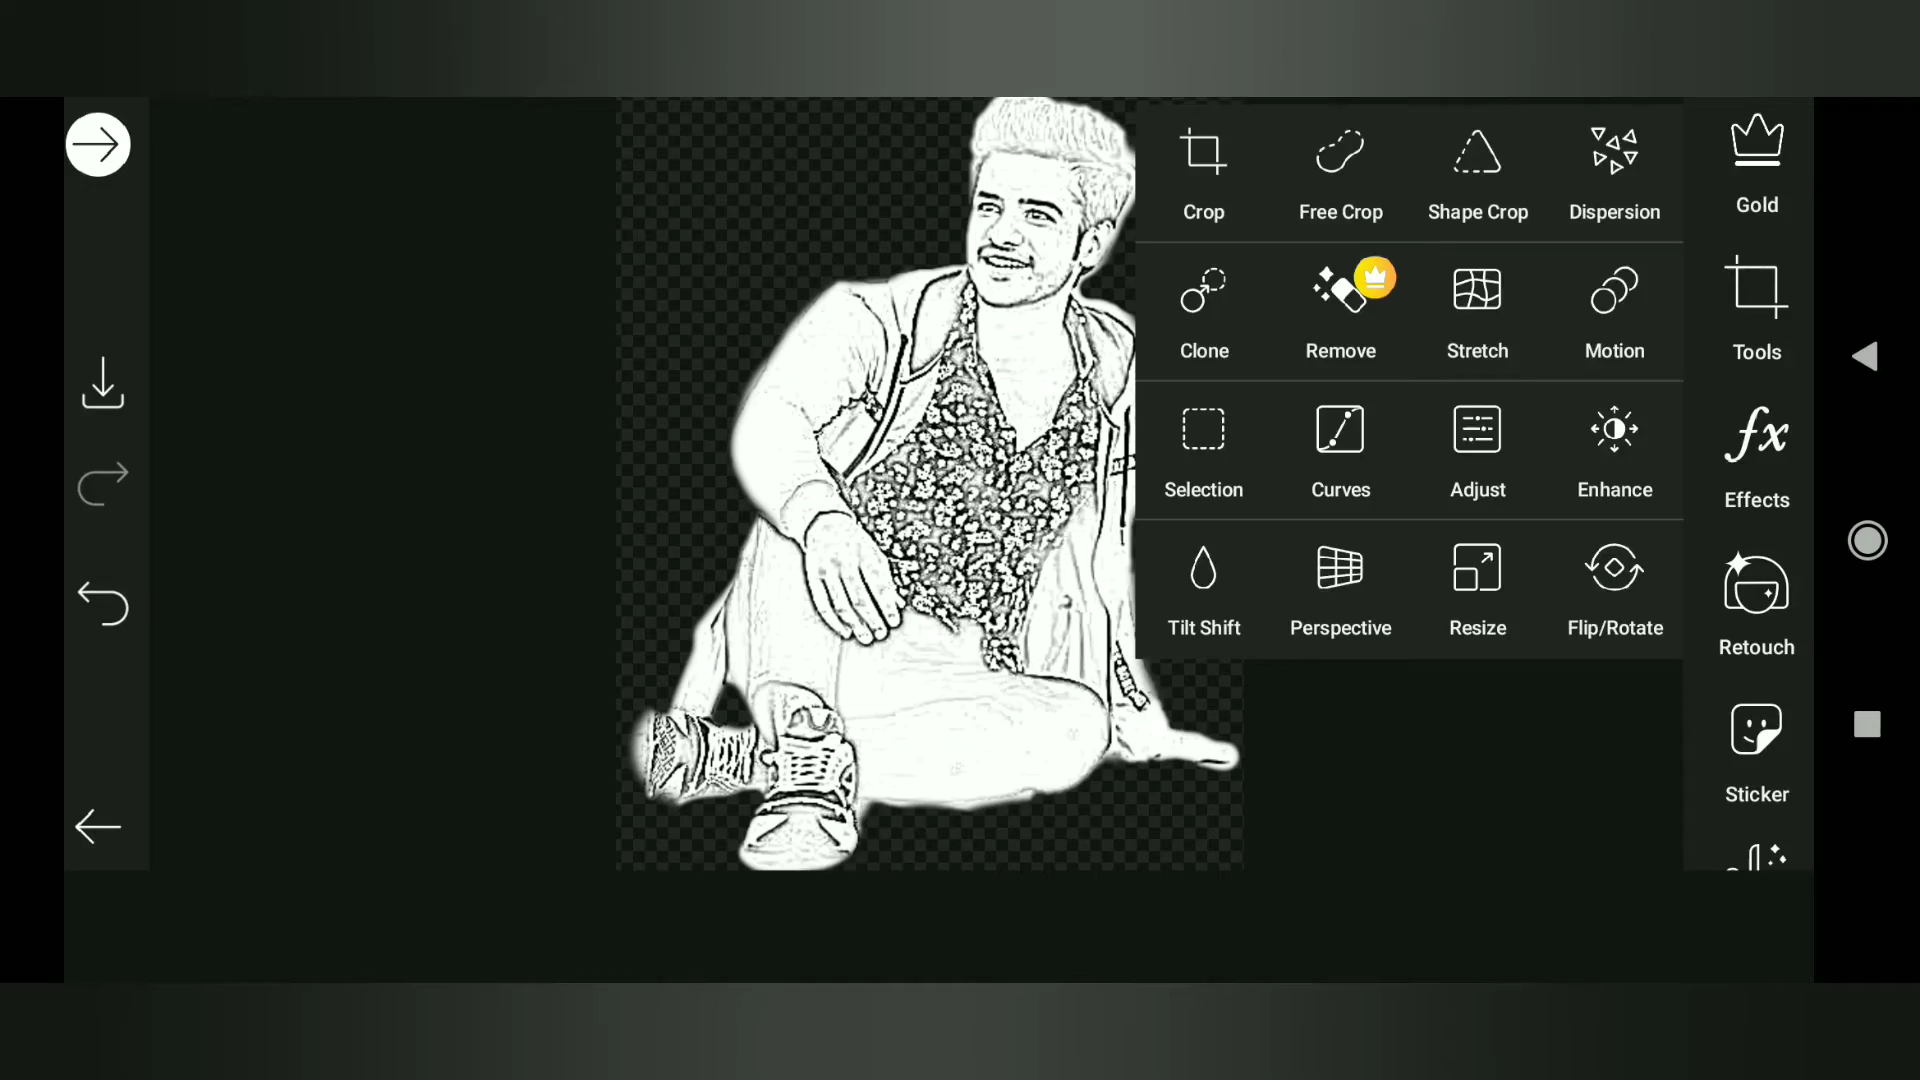 Crop
Free Crop
Shape Crop
Dispersion
Clone
Remove
Stretch
Motion
Selection
Curves
Adjust
Enhance
Tilt Shift
Perspective
Resize
Flip/Rotate
Gold
Tools
fx
Effects
Retouch
Sticker